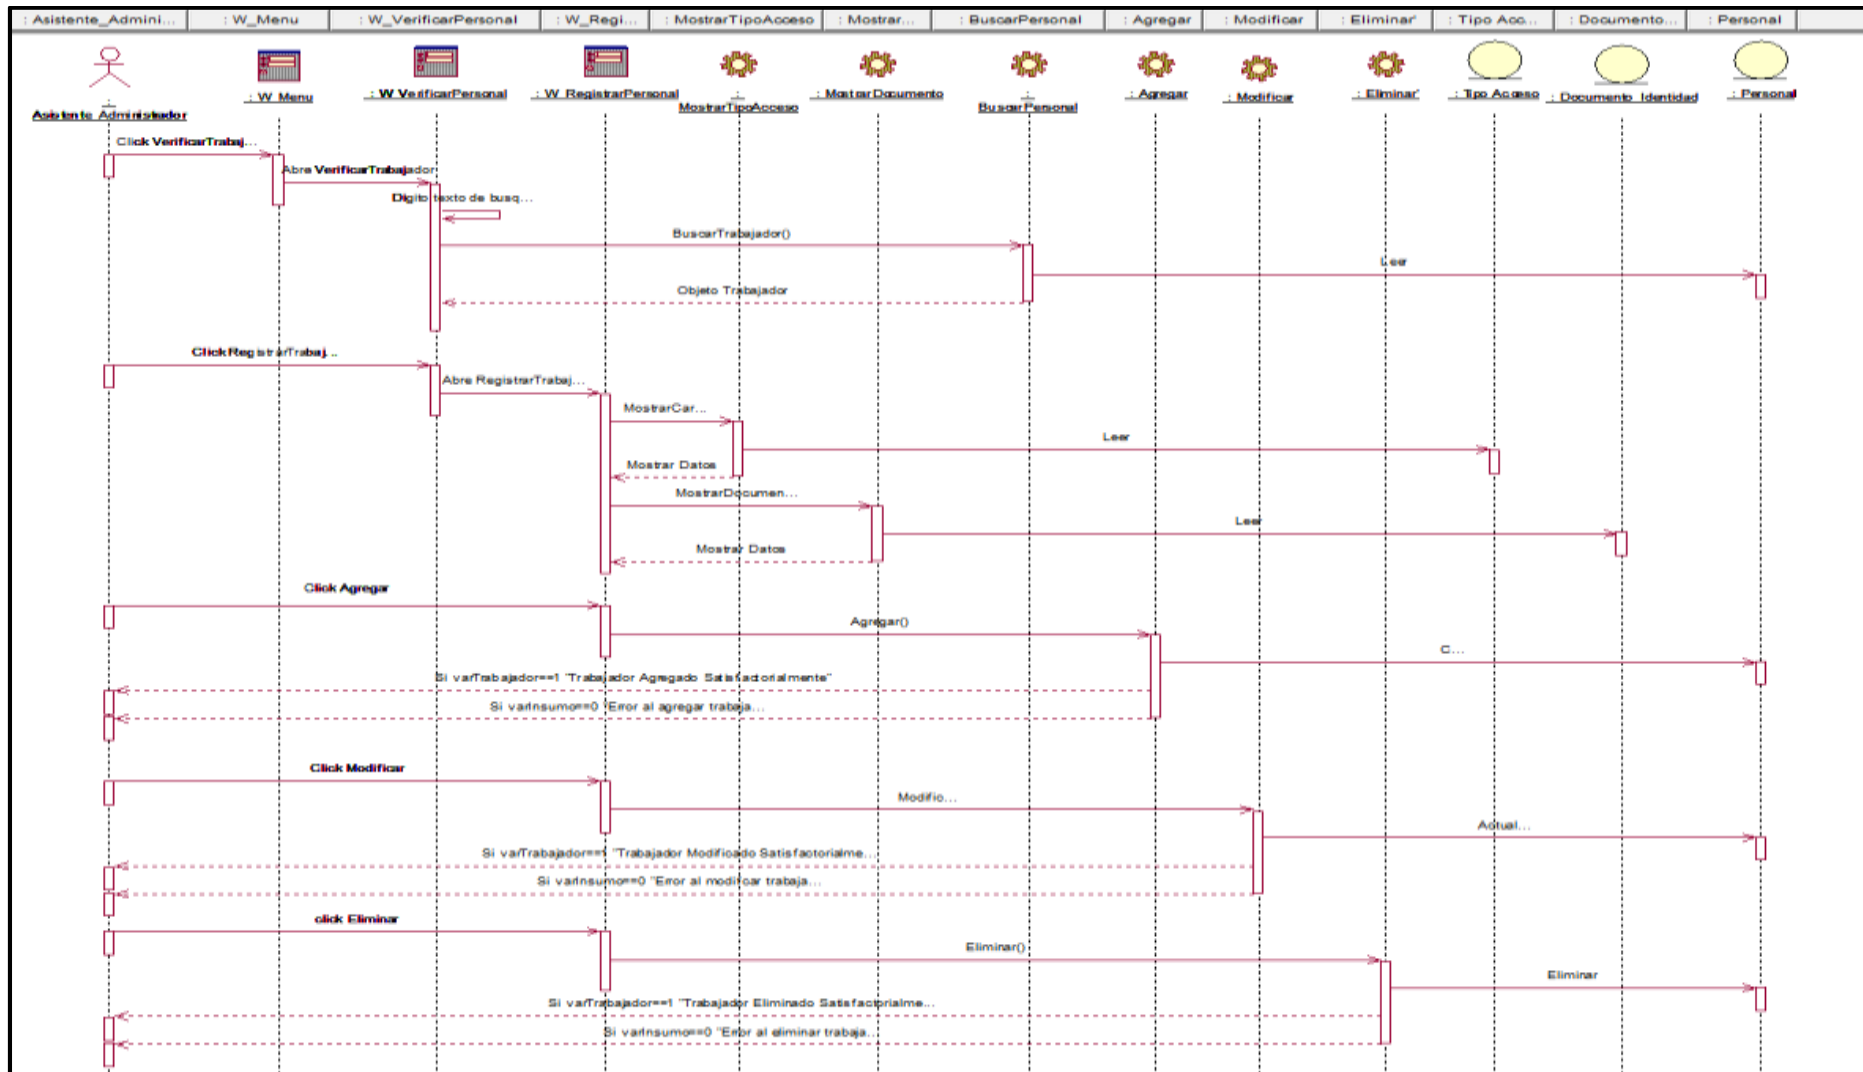 : Asistente_Admini... : W_Menu : W_VerificarPersonal : W_Regi... : MostrarTipoAcceso : Mostrar... : BuscarPersonal : Agregar : Modificar : Eliminar' : Tipo Acc... : Documento... : Personal
: Asistente_Administrador
: W_Menu
: W_VerificarPersonal
: W_RegistrarPersonal
: MostrarTipoAcceso
: MostrarDocumento
: BuscarPersonal
: Agregar
: Modificar
: Eliminar'
: Tipo Acceso
: Documento_Identidad
: Personal
Click VerificarTrabaj...
Abre VerificarTrabajador
Digito texto de busq...
BuscarTrabajador()
Leer
Objeto Trabajador
Click RegistrarTrabaj...
Abre RegistrarTrabaj...
MostrarCar...
Leer
Mostrar Datos
MostrarDocumen...
Leer
Mostrar Datos
Click Agregar
Agregar()
C...
Si varTrabajador==1 "Trabajador Agregado Satisfactorialmente"
Si varInsumo==0 "Error al agregar trabaja...
Click Modificar
Modific...
Actual...
Si varTrabajador==1 "Trabajador Modificado Satisfactorialme...
Si varInsumo==0 "Error al modificar trabaja...
click Eliminar
Eliminar()
Eliminar
Si varTrabajador==1 "Trabajador Eliminado Satisfactorialme...
Si varInsumo==0 "Error al eliminar trabaja...